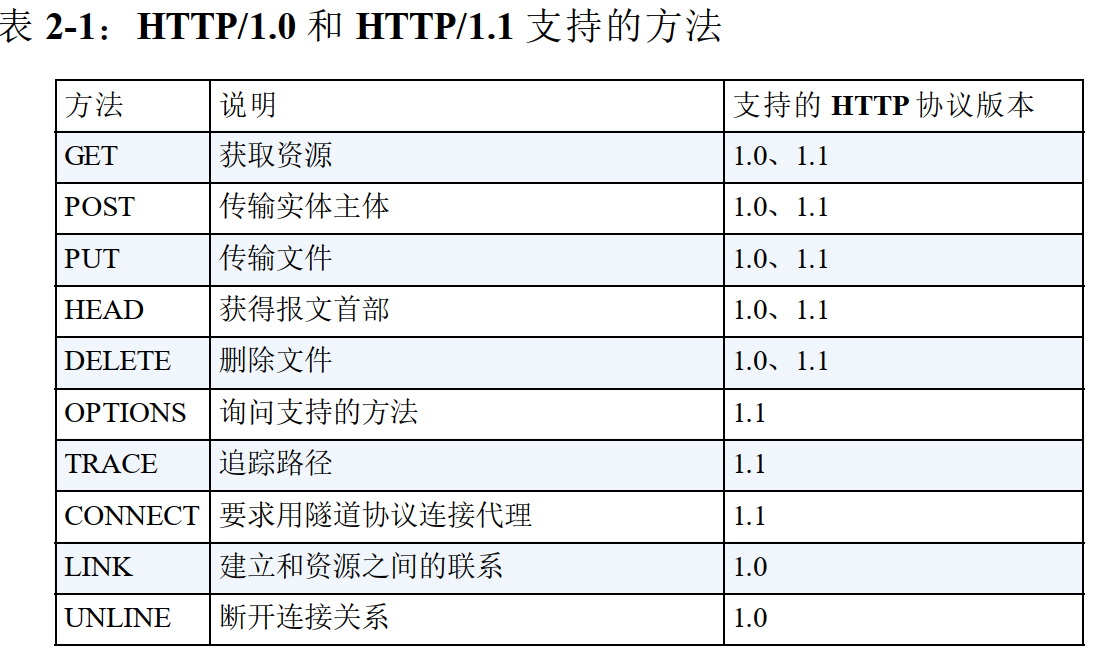 表 2-1：HTTP/1.0 和 HTTP/1.1 支持的方法
方法 说明 支持的 HTTP 协议版本
GET 获取资源 1.0、1.1
POST 传输实体主体 1.0、1.1
PUT 传输文件 1.0、1.1
HEAD 获得报文首部 1.0、1.1
DELETE 删除文件 1.0、1.1
OPTIONS 询问支持的方法 1.1
TRACE 追踪路径 1.1
CONNECT 要求用隧道协议连接代理 1.1
LINK 建立和资源之间的联系 1.0
UNLINE 断开连接关系 1.0